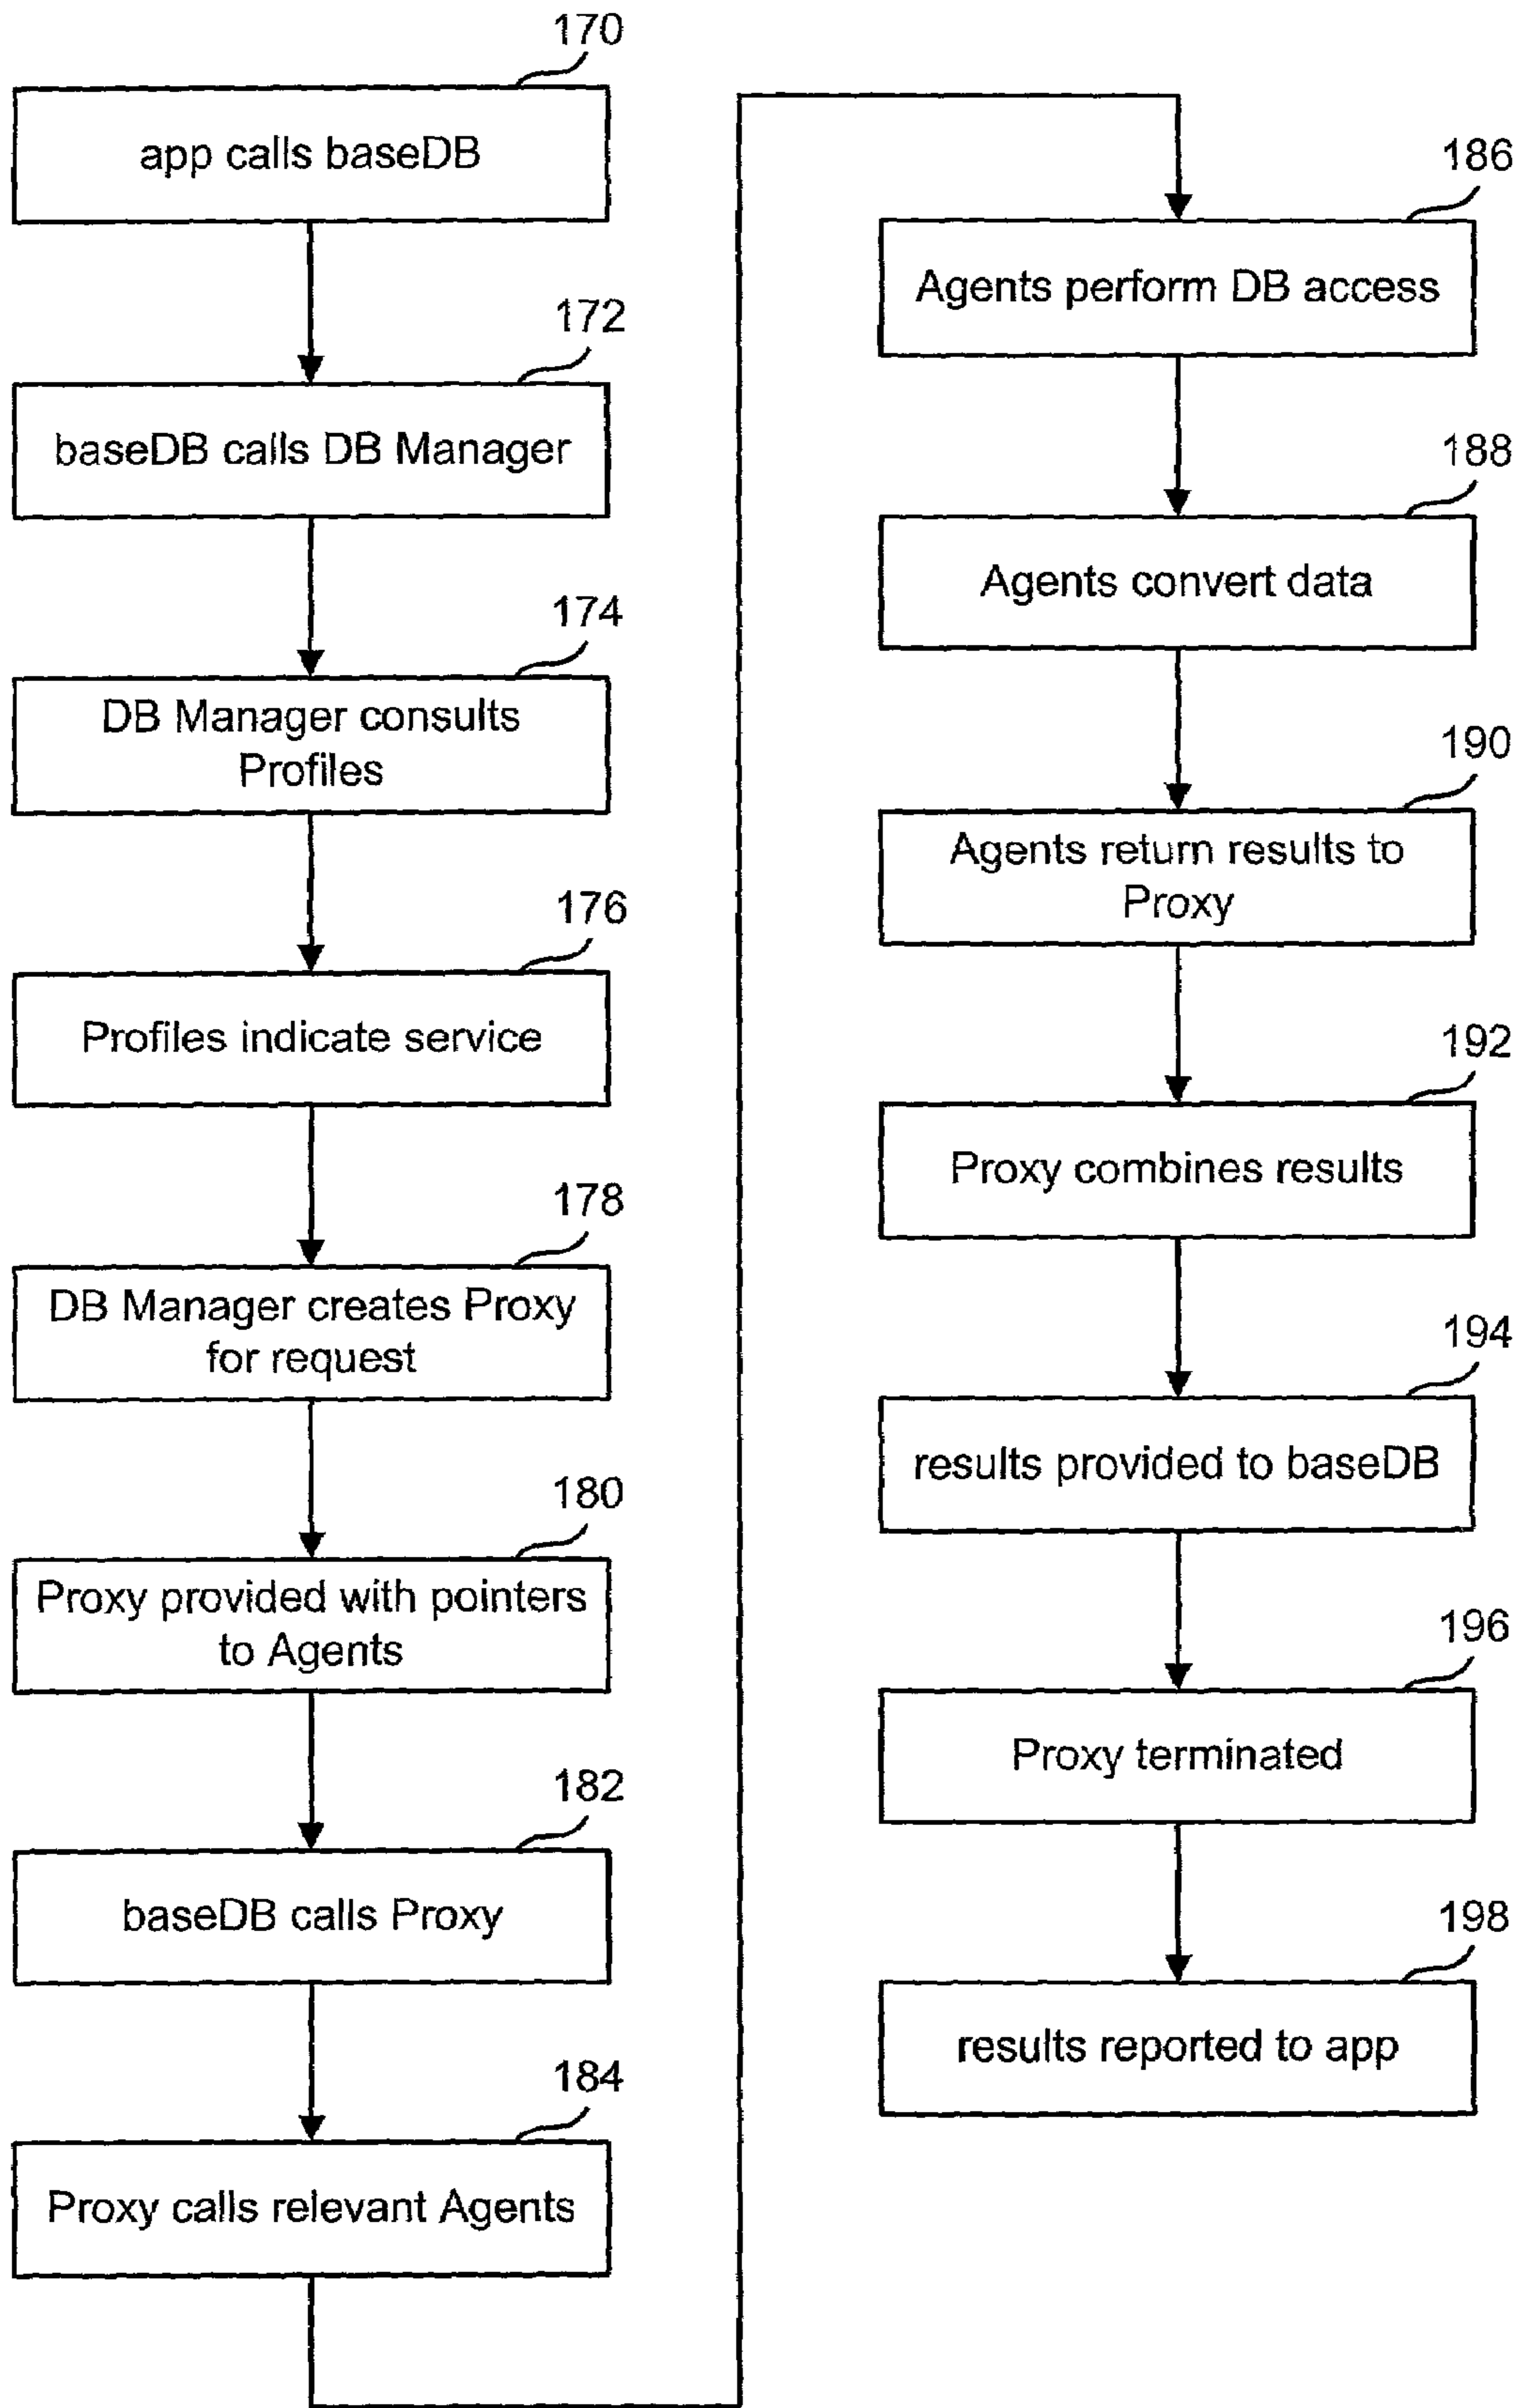 170
app calls baseDB
172
baseDB calls DB Manager
174
DB Manager consults
Profiles
176
Profiles indicate service
178
DB Manager creates Proxy
for request
180
Proxy provided with pointers
to Agents
182
baseDB calls Proxy
184
Proxy calls relevant Agents
186
Agents perform DB access
188
Agents convert data
190
Agents return results to
Proxy
192
Proxy combines results
194
results provided to baseDB
196
Proxy terminated
198
results reported to app